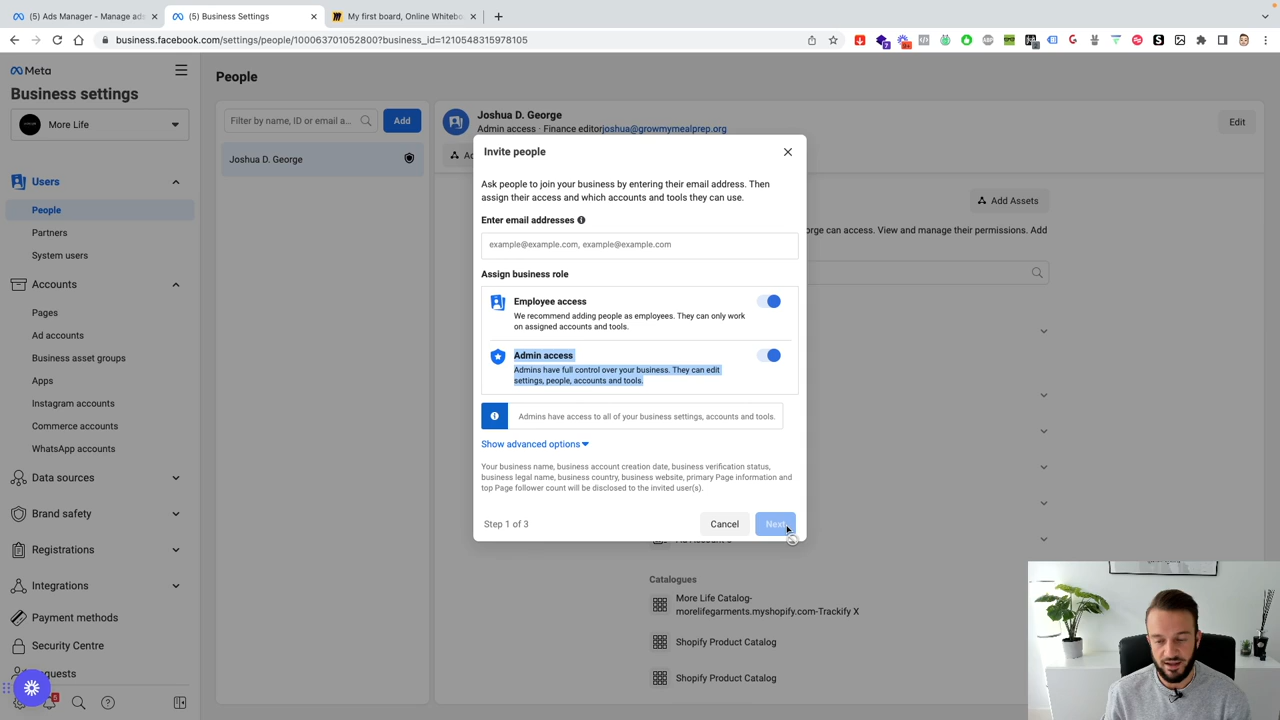 (5) Ads Manager - Manage ads
(5) Business Settings
My first board, Online Whitebo
business.facebook.com/settings/people/100063701052800?business_id=1210548315978105
Meta
Business settings
More Life
Users
People
Partners
System users
Accounts
Pages
Ad accounts
Business asset groups
Apps
Instagram accounts
Commerce accounts
WhatsApp accounts
Data sources
Brand safety
Registrations
Integrations
Payment methods
Security Centre
People
Filter by name, ID or email a...
Add
Joshua D. George
Joshua D. George
Admin access · Finance editor joshua@growmymealprep.org
Edit
Add Assets
orge can access. View and manage their permissions. Add
Invite people
Ask people to join your business by entering their email address. Then
assign their access and which accounts and tools they can use.
Enter email addresses
example@example.com, example@example.com
Assign business role
Employee access
We recommend adding people as employees. They can only work
on assigned accounts and tools.
Admin access
Admins have full control over your business. They can edit
settings, people, accounts and tools.
Admins have access to all of your business settings, accounts and tools.
Show advanced options
Your business name, business account creation date, business verification status,
business legal name, business country, business website, primary Page information and
top Page follower count will be disclosed to the invited user(s).
Step 1 of 3
Cancel
Next
Catalogues
More Life Catalog-
morelifegarments.myshopify.com-Trackify X
Shopify Product Catalog
Shopify Product Catalog